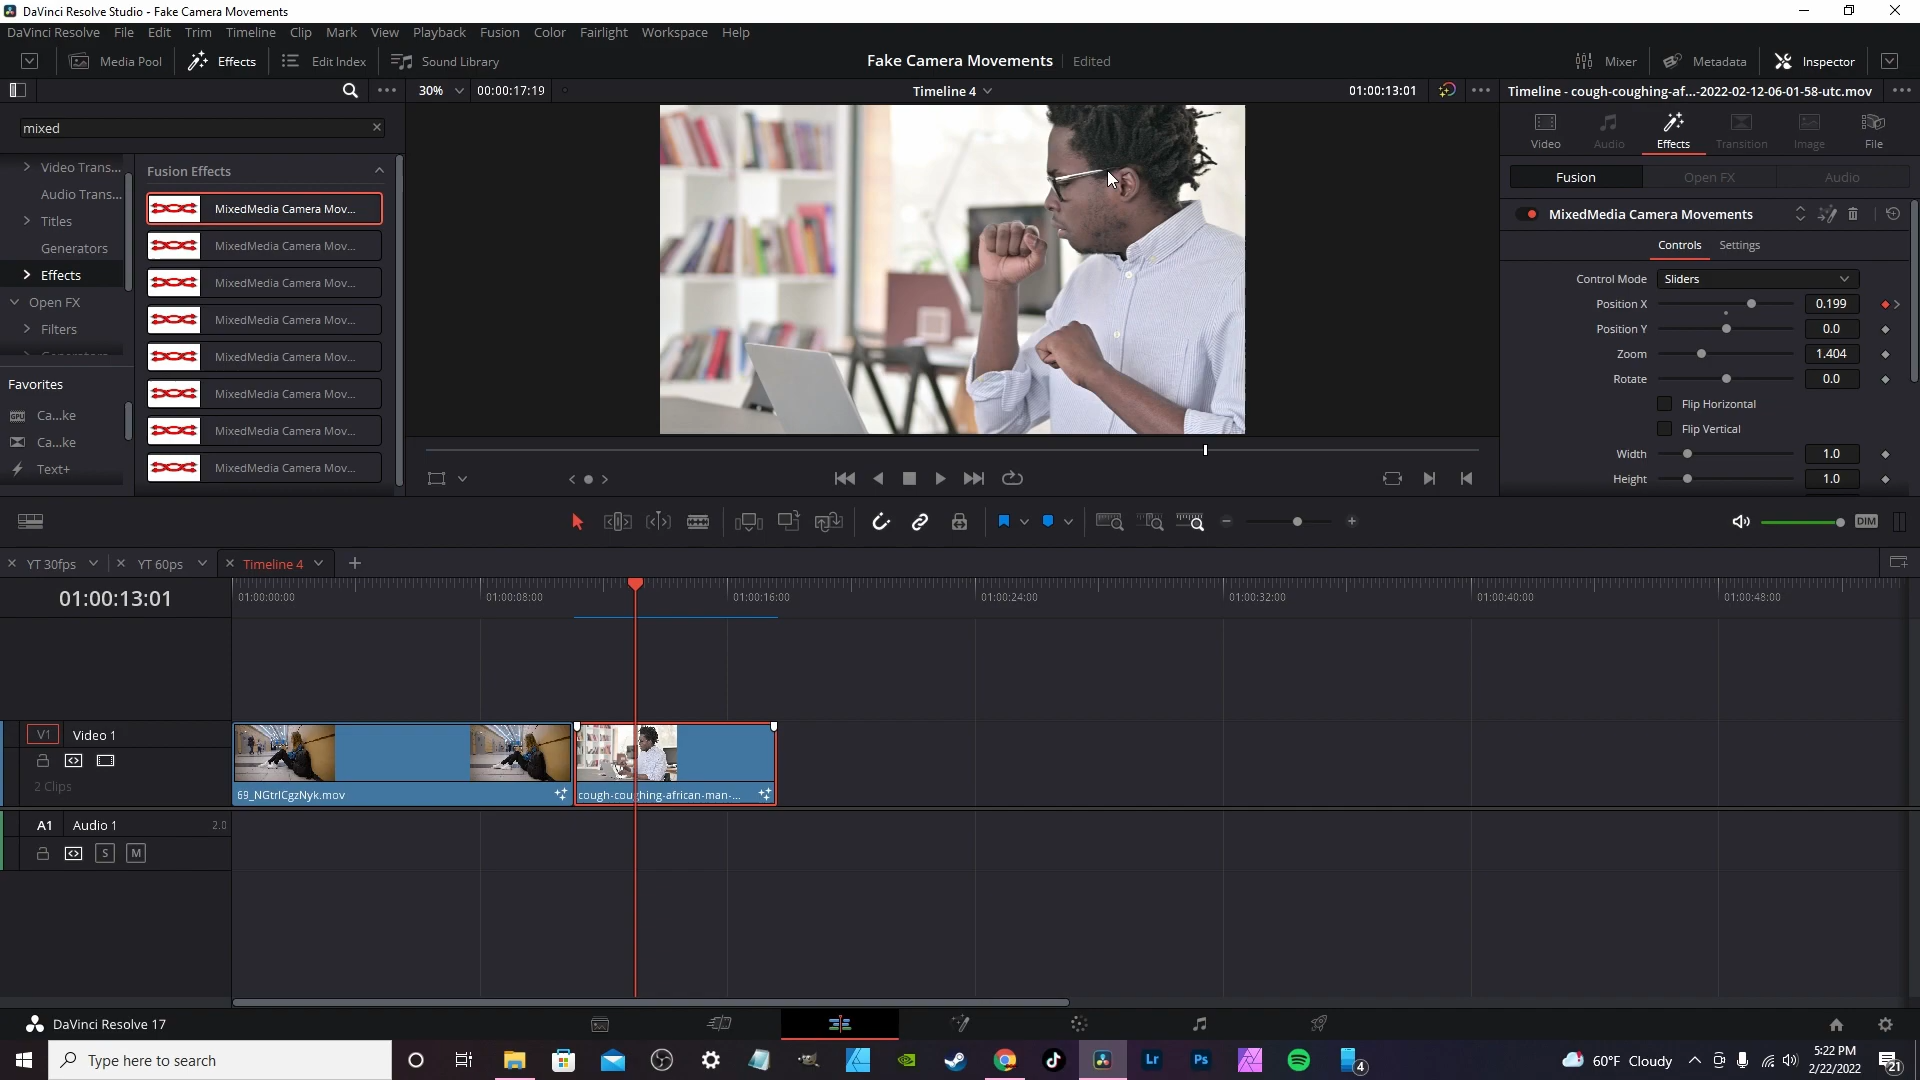 DaVinci Resolve Studio - Fake Camera Movements
DaVinci Resolve File Edit Trim Timeline Clip Mark View Playback Fusion Color Fairlight Workspace Help
Media Pool Effects Edit Index Sound Library Fake Camera Movements Edited Mixer Metadata Inspector
30% 00:00:17:19 Timeline 4 01:00:13:01 Timeline - cough-coughing-af...-2022-02-12-06-01-58-utc.mov
mixed
Video Audio Effects Transition Image File
Video Trans...
Audio Trans...
Titles
Generators
Effects
Open FX
Filters
Favorites
Ca...ke
Ca...ke
Text+
Fusion Effects
MixedMedia Camera Mov...
MixedMedia Camera Mov...
MixedMedia Camera Mov...
MixedMedia Camera Mov...
MixedMedia Camera Mov...
MixedMedia Camera Mov...
MixedMedia Camera Mov...
MixedMedia Camera Mov...
Fusion Open FX Audio
MixedMedia Camera Movements
Controls Settings
Control Mode Sliders
Position X 0.199
Position Y 0.0
Zoom 1.404
Rotate 0.0
Flip Horizontal
Flip Vertical
Width 1.0
Height 1.0
DIM
YT 30fps YT 60ps Timeline 4
01:00:13:01 01:00:00:00 01:00:08:00 01:00:16:00 01:00:24:00 01:00:32:00 01:00:40:00 01:00:48:00
V1 Video 1
2 Clips
69_NGtrICgzNyk.mov cough-coughing-african-man-...
A1 Audio 1 2.0
S M
DaVinci Resolve 17
Type here to search
Lr Ps 4
60°F Cloudy
5:22 PM
2/22/2022
21